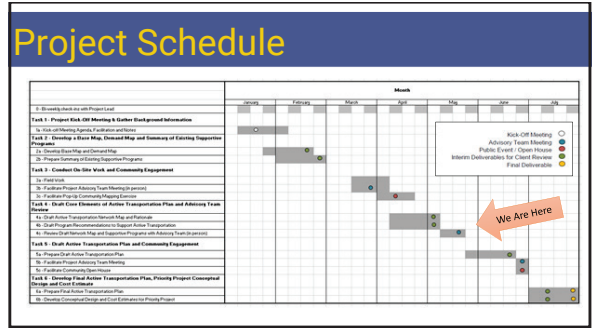 Project Schedule
Month
January February March April May June July
0 - Bi-weekly check-ins with Project Lead
Task 1 - Project Kick-Off Meeting & Gather Background Information
1a - Kick-off Meeting Agenda, Facilitation and Notes
Task 2 - Develop a Base Map, Demand Map and Summary of Existing Supportive
Programs
2a - Develop Base Map and Demand Map
2b - Prepare Summary of Existing Supportive Programs
Task 3 - Conduct On-Site Work and Community Engagement
3a - Field Work
3b - Facilitate Project Advisory Team Meeting (in person)
3c - Facilitate Pop-Up Community Mapping Exercise
Task 4 - Draft Core Elements of Active Transportation Plan and Advisory Team
Review
4a - Draft Active Transportation Network Map and Rationale
4b - Draft Program Recommendations to Support Active Transportation
4c - Review Draft Network Map and Supportive Programs with Advisory Team (in person)
Task 5 - Draft Active Transportation Plan and Community Engagement
5a - Prepare Draft Active Transportation Plan
5b - Facilitate Project Advisory Team Meeting
5c - Facilitate Community Open House
Task 6 - Develop Final Active Transportation Plan, Priority Project Conceptual
Design and Cost Estimate
6a - Prepare Final Active Transportation Plan
6b - Develop Conceptual Design and Cost Estimates for Priority Project
Kick-Off Meeting
Advisory Team Meeting
Public Event / Open House
Interim Deliverables for Client Review
Final Deliverable
We Are Here